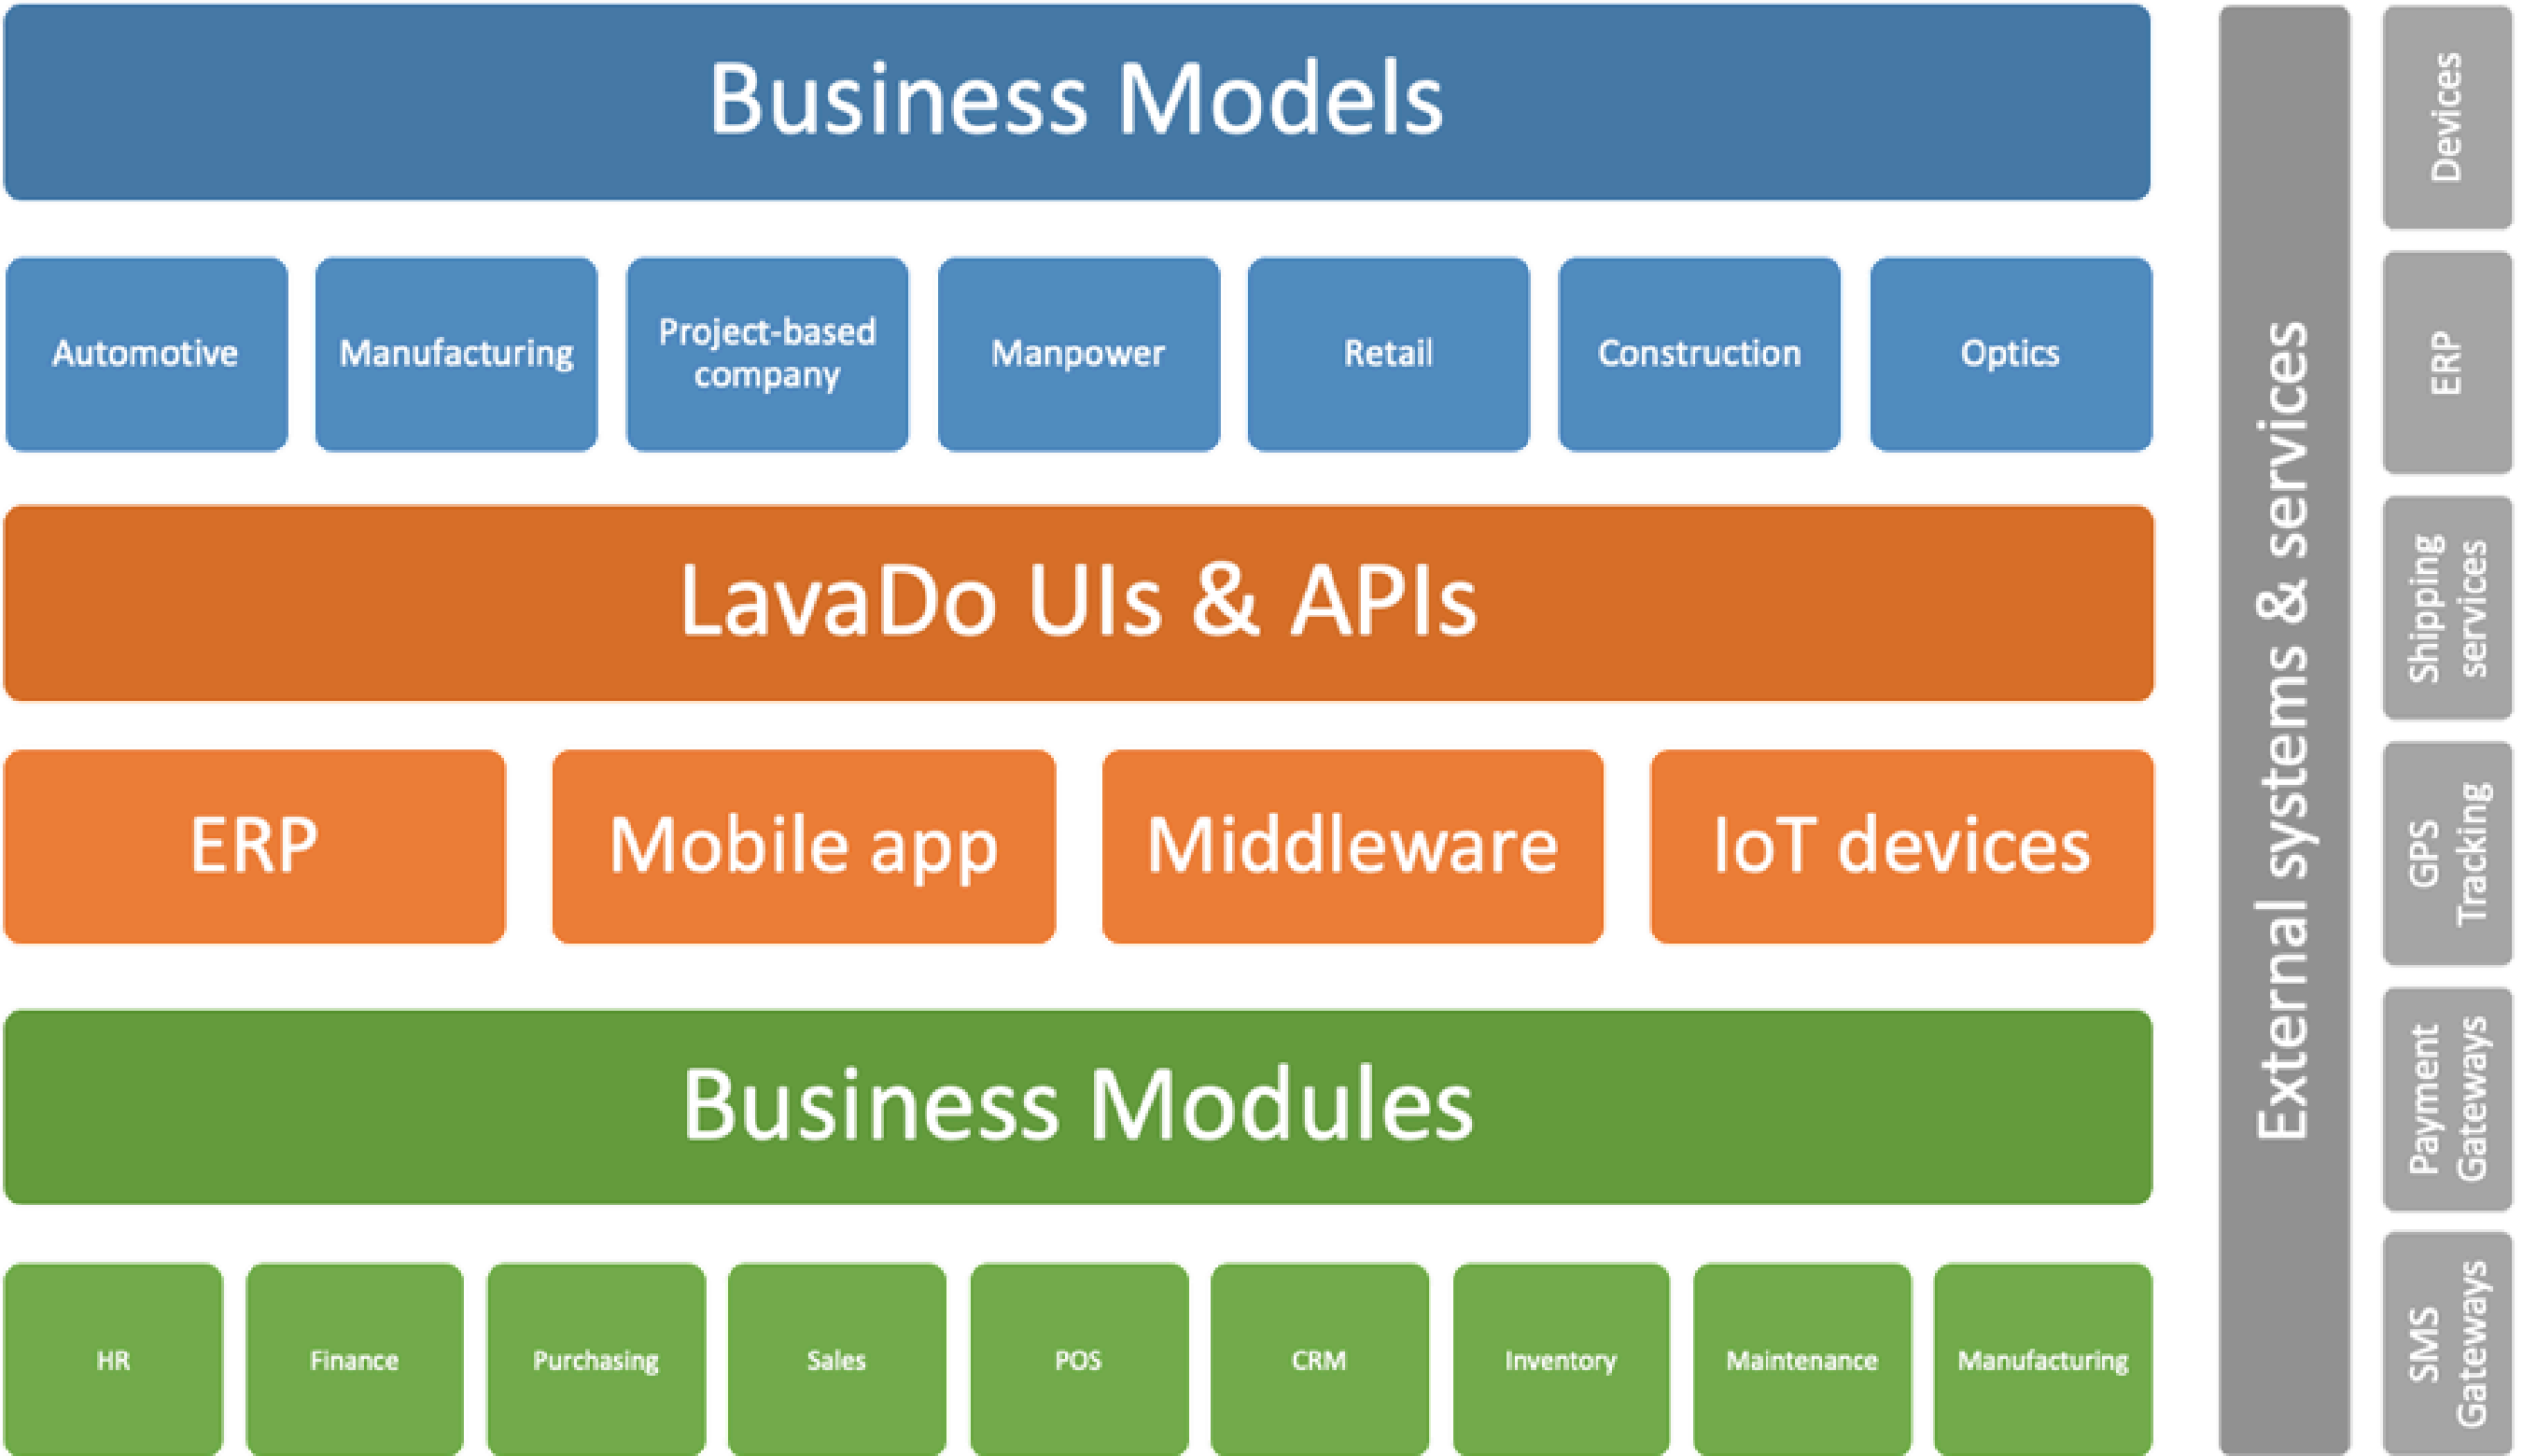 Business Models
Automotive
Manufacturing
Project-based
company
Manpower
Retail
Construction
Optics
LavaDo UIs & APIs
ERP
Mobile app
Middleware
IoT devices
Business Modules
HR
Finance
Purchasing
Sales
POS
CRM
Inventory
Maintenance
Manufacturing
External systems & services
Devices
ERP
Shipping
services
GPS
Tracking
Payment
Gateways
SMS
Gateways